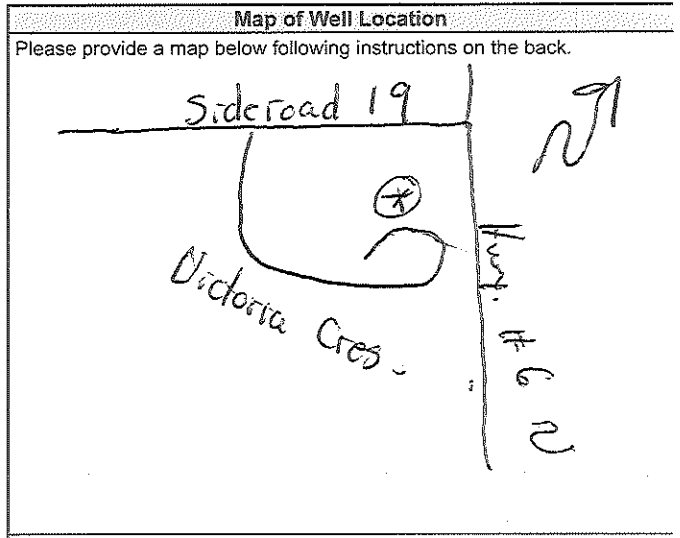 Map of Well Location
Please provide a map below following instructions on the back.
Sideroad 19
N
Victoria Cres.
Hwy. #6 N